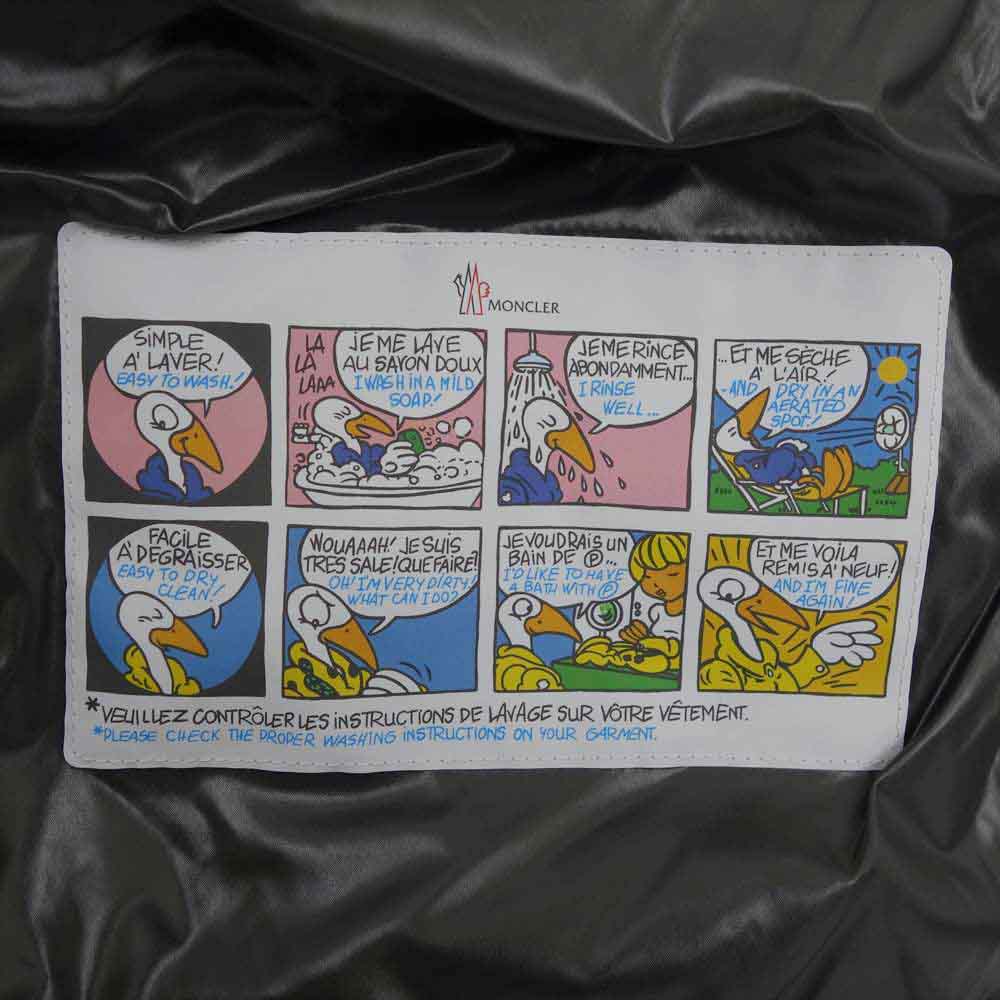 MONCLER
SIMPLE
A' LAVER!
EASY TO WASH!
LA
LA
LAAA
JE ME LAVE
AU SAVON DOUX
I WASH IN A MILD
SOAP!
JE ME RINCE
ABONDAMMENT...
I RINSE
WELL...
...ET ME SÈCHE
A' L'AIR!
-AND I DRY IN AN
AERATED
SPOT!
FACILE
A' DEGRAISSER
EASY TO DRY
CLEAN!
WOUAAAH! JE SUIS
TRES SALE! QUE FAIRE?
OH! I'M VERY DIRTY!
WHAT CAN I DO?
JE VOUDRAIS UN
BAIN DE Ⓟ...
I'D LIKE TO HAVE
A BATH WITH Ⓟ
ET ME VOILA
REMIS A' NEUF!
AND I'M FINE
AGAIN!
*VEUILLEZ CONTRÔLER LES INSTRUCTIONS DE LAVAGE SUR VÔTRE VÊTEMENT.
*PLEASE CHECK THE PROPER WASHING INSTRUCTIONS ON YOUR GARMENT.